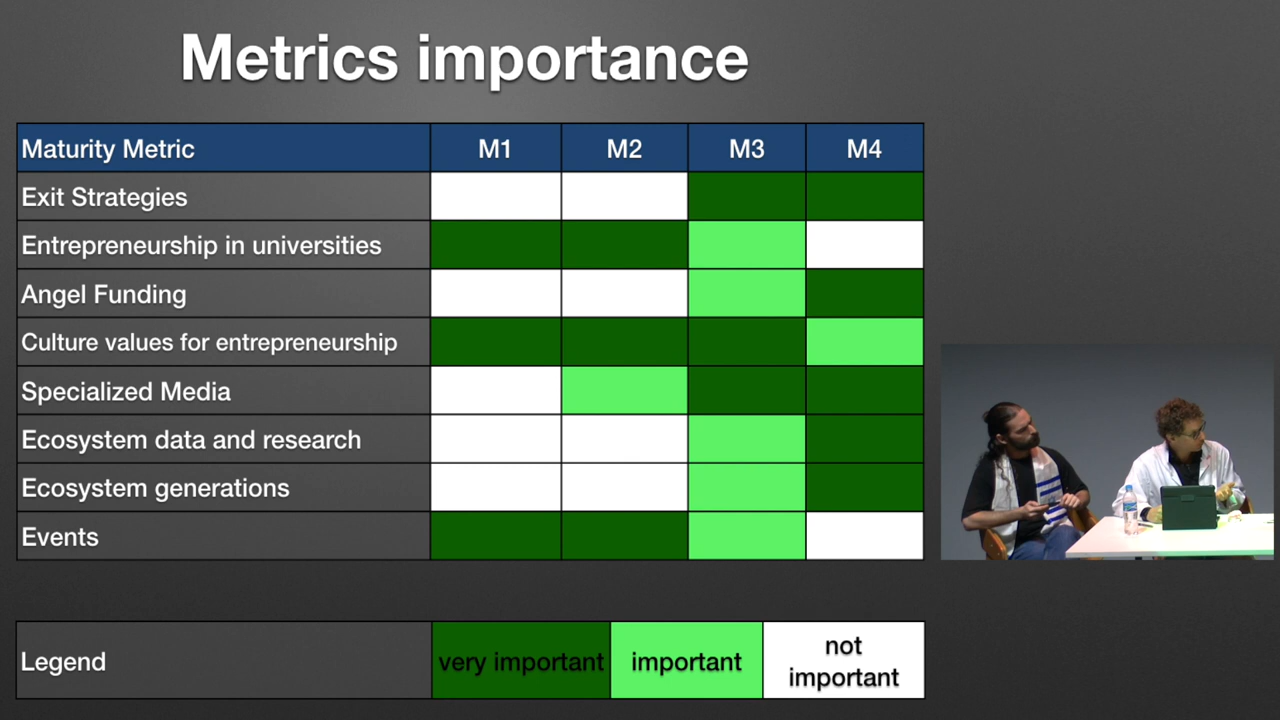 Metrics importance
Maturity Metric M1 M2 M3 M4
Exit Strategies
Entrepreneurship in universities
Angel Funding
Culture values for entrepreneurship
Specialized Media
Ecosystem data and research
Ecosystem generations
Events
Legend very important important not important